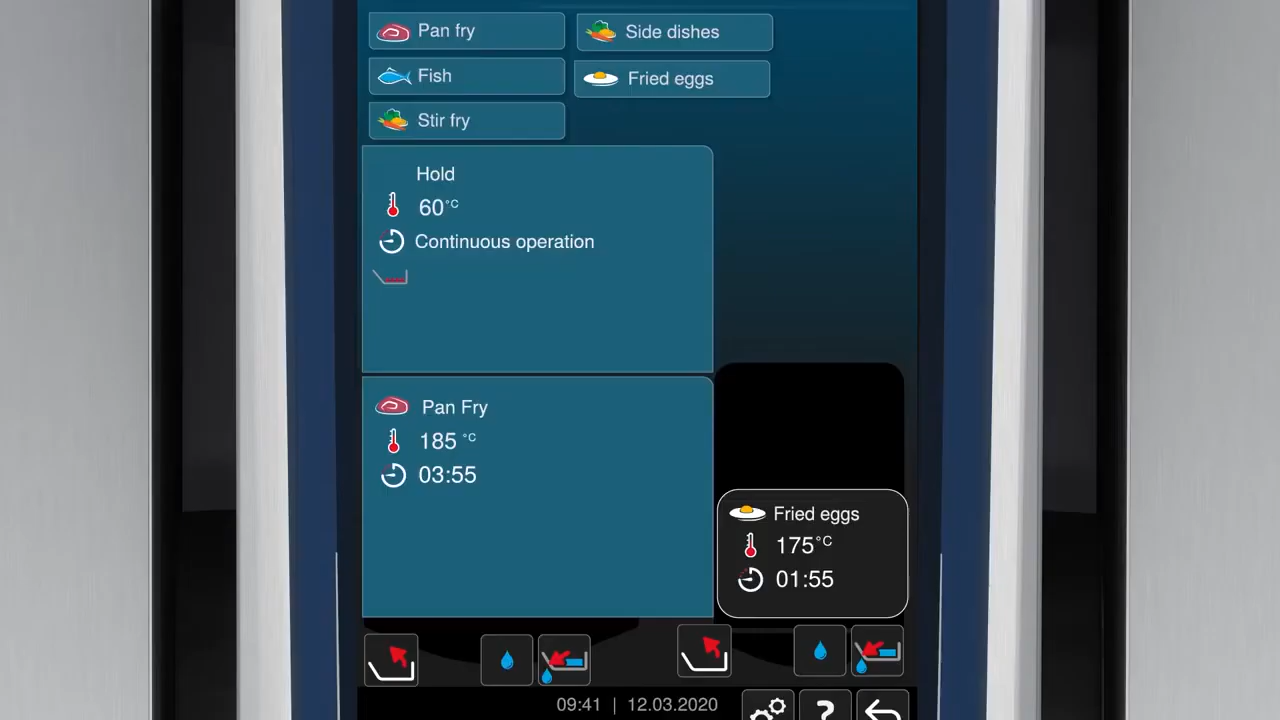 Pan fry
Side dishes
Fish
Fried eggs
Stir fry
Hold
60°C
Continuous operation
Pan Fry
185 °C
03:55
Fried eggs
175°C
01:55
09:41 | 12.03.2020
?